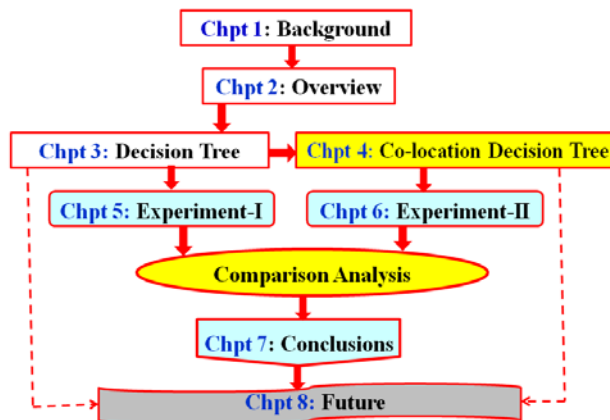 Chpt 1: Background
Chpt 2: Overview
Chpt 3: Decision Tree
Chpt 4: Co-location Decision Tree
Chpt 5: Experiment-I
Chpt 6: Experiment-II
Comparison Analysis
Chpt 7: Conclusions
Chpt 8: Future